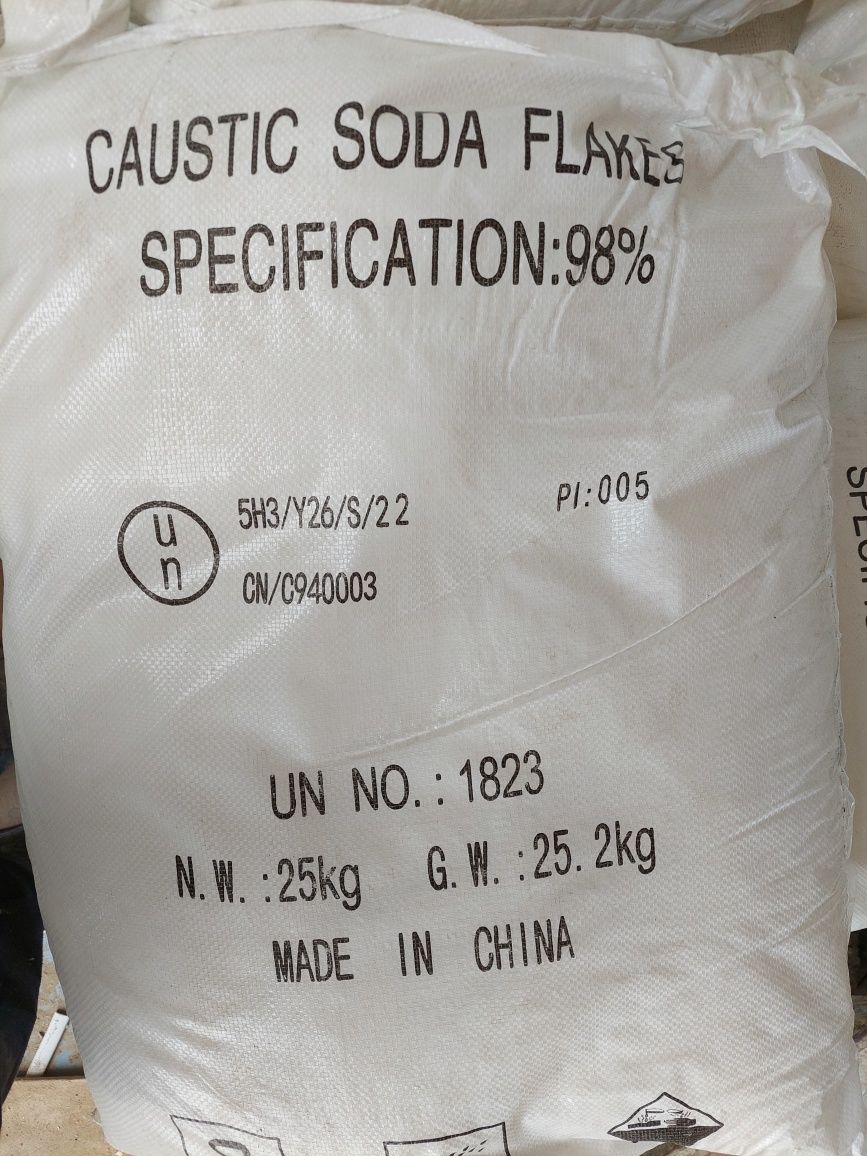 CAUSTIC SODA FLAKES
SPECIFICATION:98%
un
5H3/Y26/S/22
PI:005
CN/C940003
UN NO.:1823
N.W.:25kg G.W.:25.2kg
MADE IN CHINA